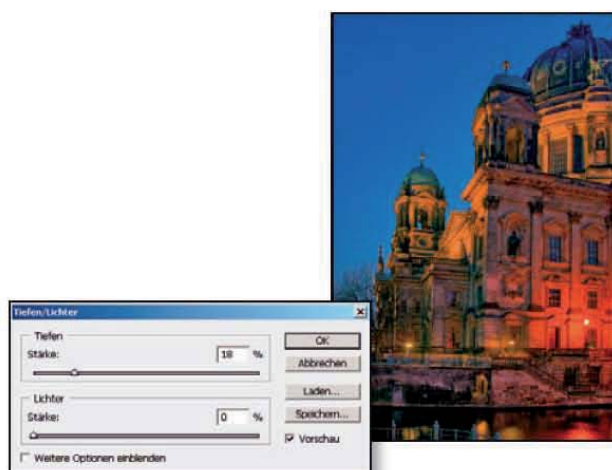 Tiefen/Lichter
Tiefen
Stärke: 18 %
OK
Abbrechen
Laden...
Speichern...
Vorschau
Lichter
Stärke: 0 %
Weitere Optionen einblenden